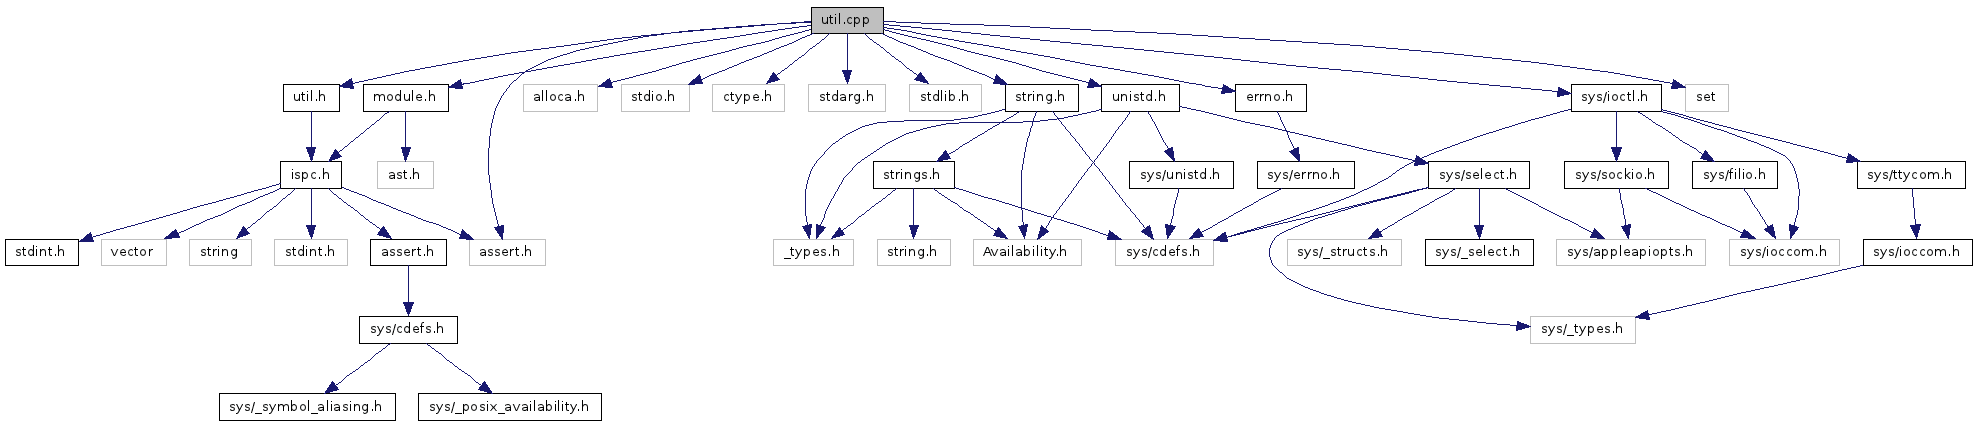 util.cpp
util.h
module.h
alloca.h
stdio.h
ctype.h
stdarg.h
stdlib.h
string.h
unistd.h
errno.h
sys/ioctl.h
set
ispc.h
ast.h
strings.h
sys/unistd.h
sys/errno.h
sys/select.h
sys/sockio.h
sys/filio.h
sys/ttycom.h
stdint.h
vector
string
stdint.h
assert.h
assert.h
_types.h
string.h
Availability.h
sys/cdefs.h
sys/_structs.h
sys/_select.h
sys/appleapiopts.h
sys/ioccom.h
sys/ioccom.h
sys/cdefs.h
sys/_types.h
sys/_symbol_aliasing.h
sys/_posix_availability.h